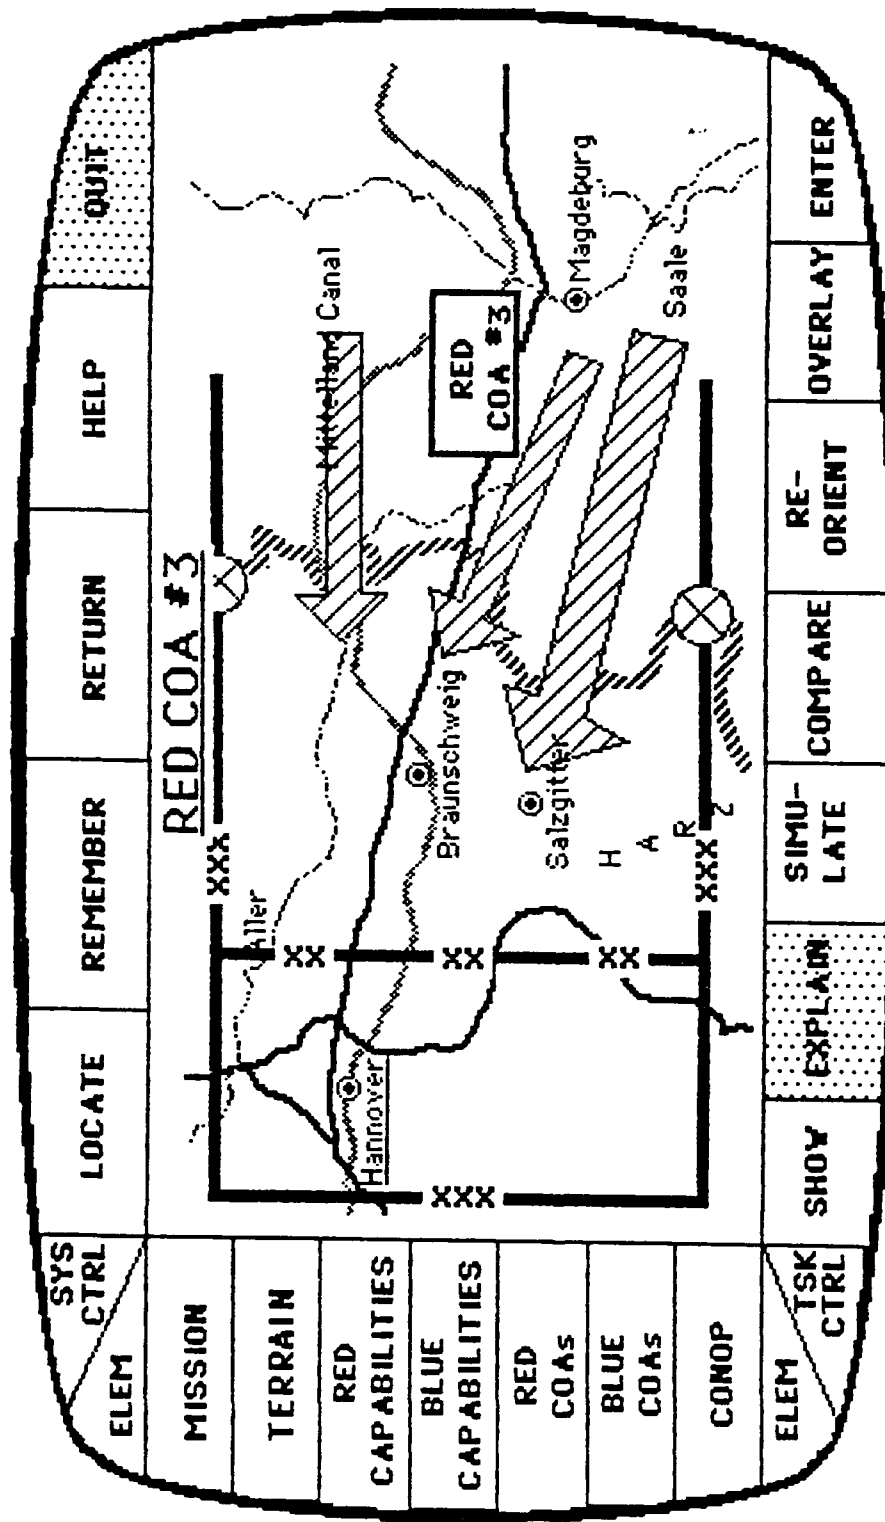 SYS
CTRL
ELEM
LOCATE
REMEMBER
RETURN
HELP
QUIT
MISSION
TERRAIN
RED
CAPABILITIES
BLUE
CAPABILITIES
RED
COAs
BLUE
COAs
CONOP
ELEM
TSK
CTRL
RED COA #3
XXX
Aller
Mittelland Canal
XX
Hannover
XXX
XX
Braunschweig
RED
COA #3
Salzgitter
Magdeburg
XX
H
A
R
Z
Saale
XXX
SHOW
EXPLAIN
SIMU-
LATE
COMPARE
RE-
ORIENT
OVERLAY
ENTER